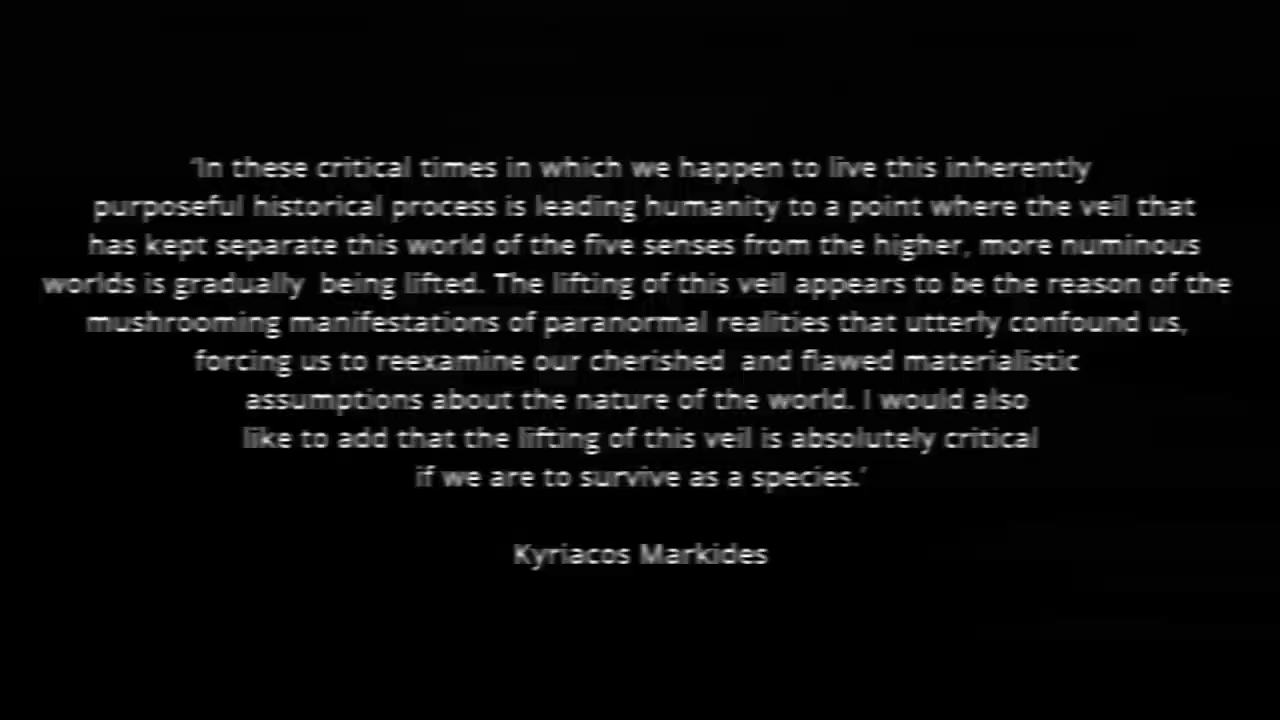 ‘In these critical times in which we happen to live this inherently
purposeful historical process is leading humanity to a point where the veil that
has kept separate this world of the five senses from the higher, more numinous
worlds is gradually  being lifted. The lifting of this veil appears to be the reason of the
mushrooming manifestations of paranormal realities that utterly confound us,
forcing us to reexamine our cherished  and flawed materialistic
assumptions about the nature of the world. I would also
like to add that the lifting of this veil is absolutely critical
if we are to survive as a species.’
Kyriacos Markides